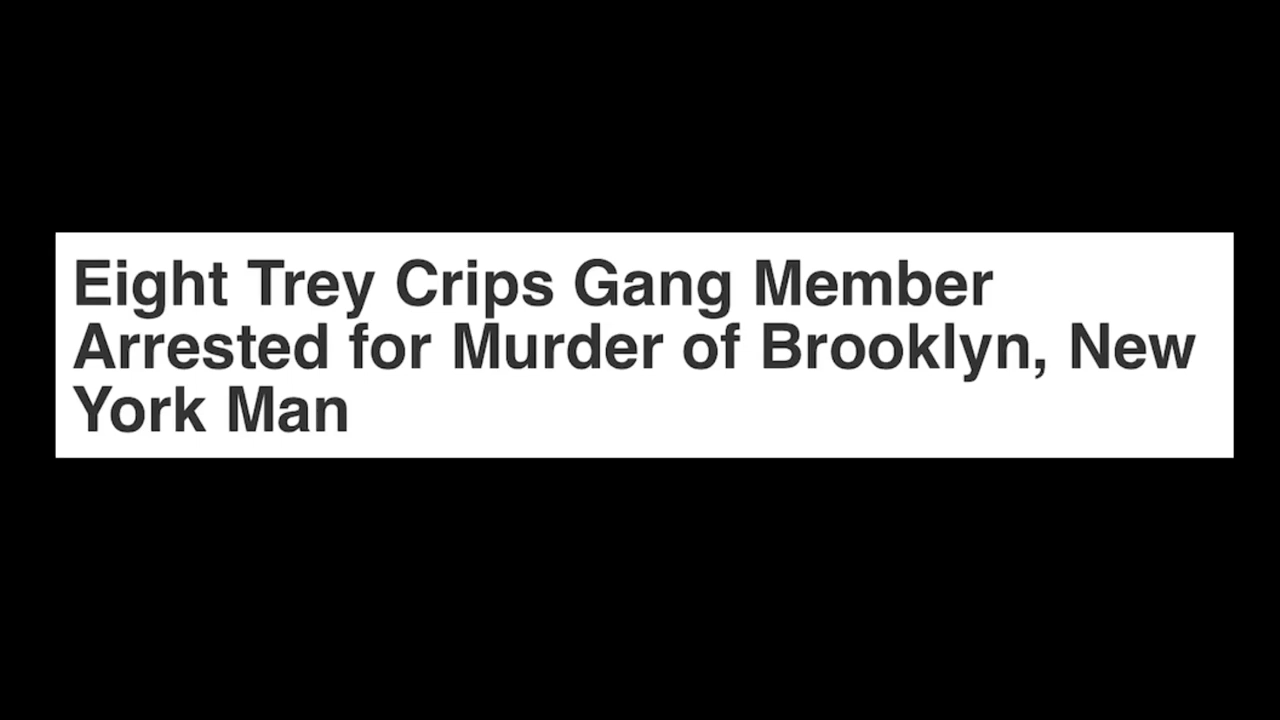 Eight Trey Crips Gang Member
Arrested for Murder of Brooklyn, New
York Man